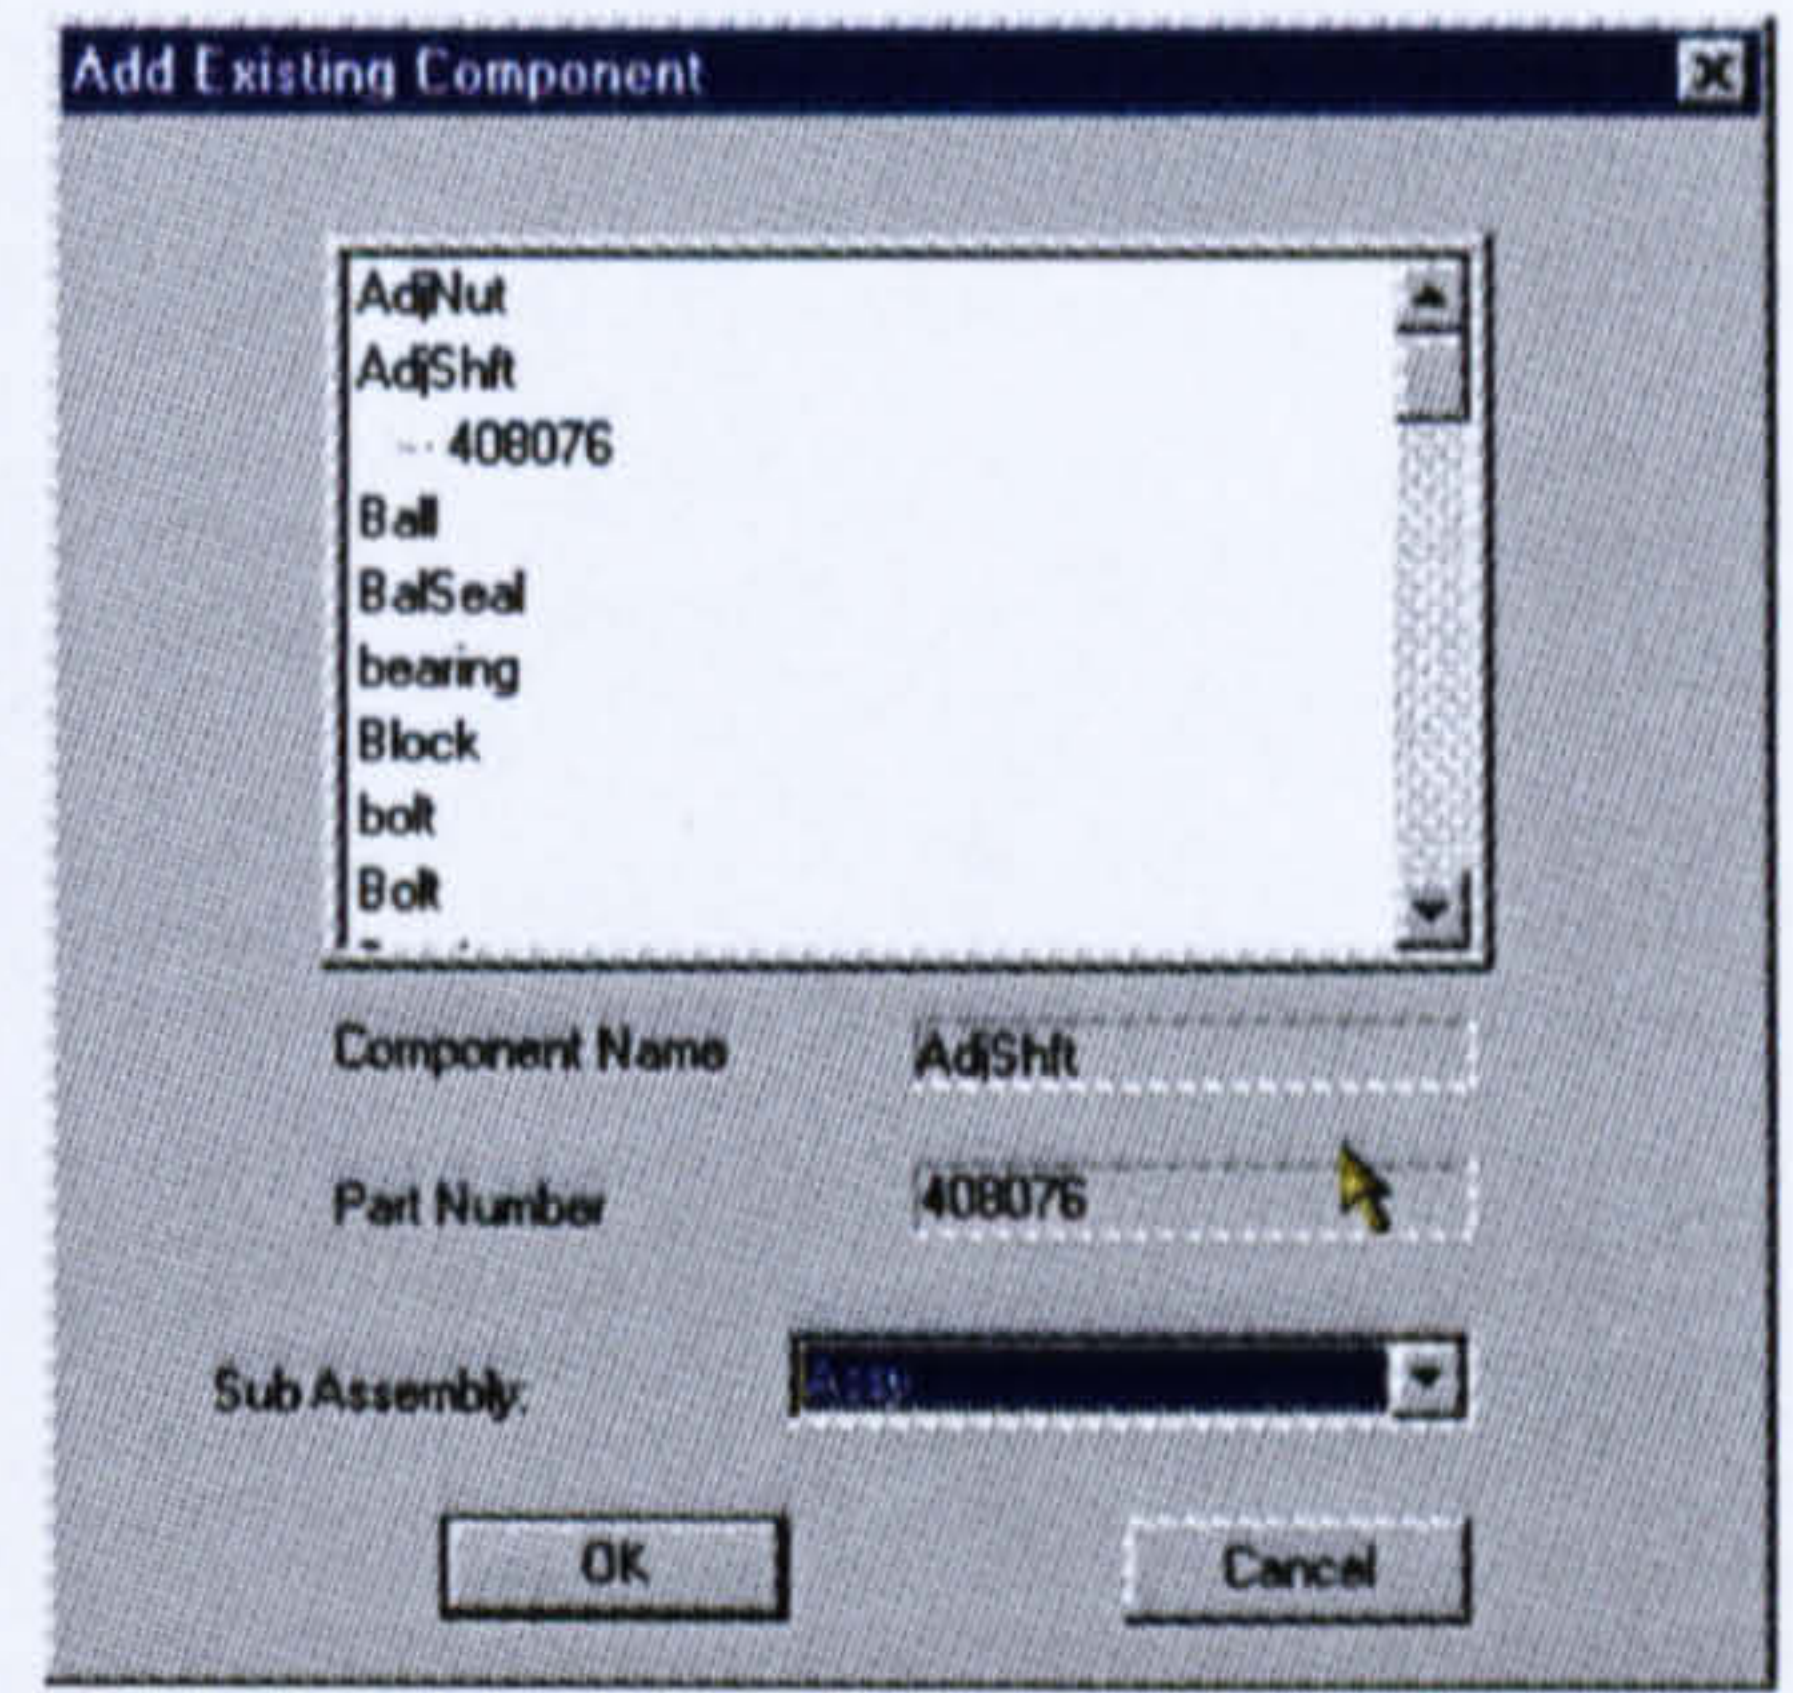 Add Existing Component
AdjNut
AdjShft
408076
Ball
BalSeal
bearing
Block
bolt
Bolt
Component Name AdjShft
Part Number 408076
Sub Assembly: Assy
OK Cancel